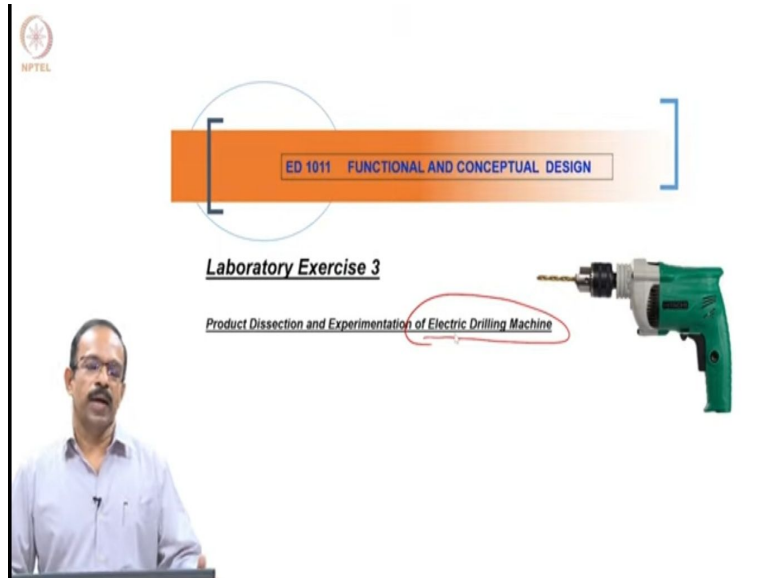 NPTEL
ED 1011 FUNCTIONAL AND CONCEPTUAL DESIGN
Laboratory Exercise 3
Product Dissection and Experimentation of Electric Drilling Machine